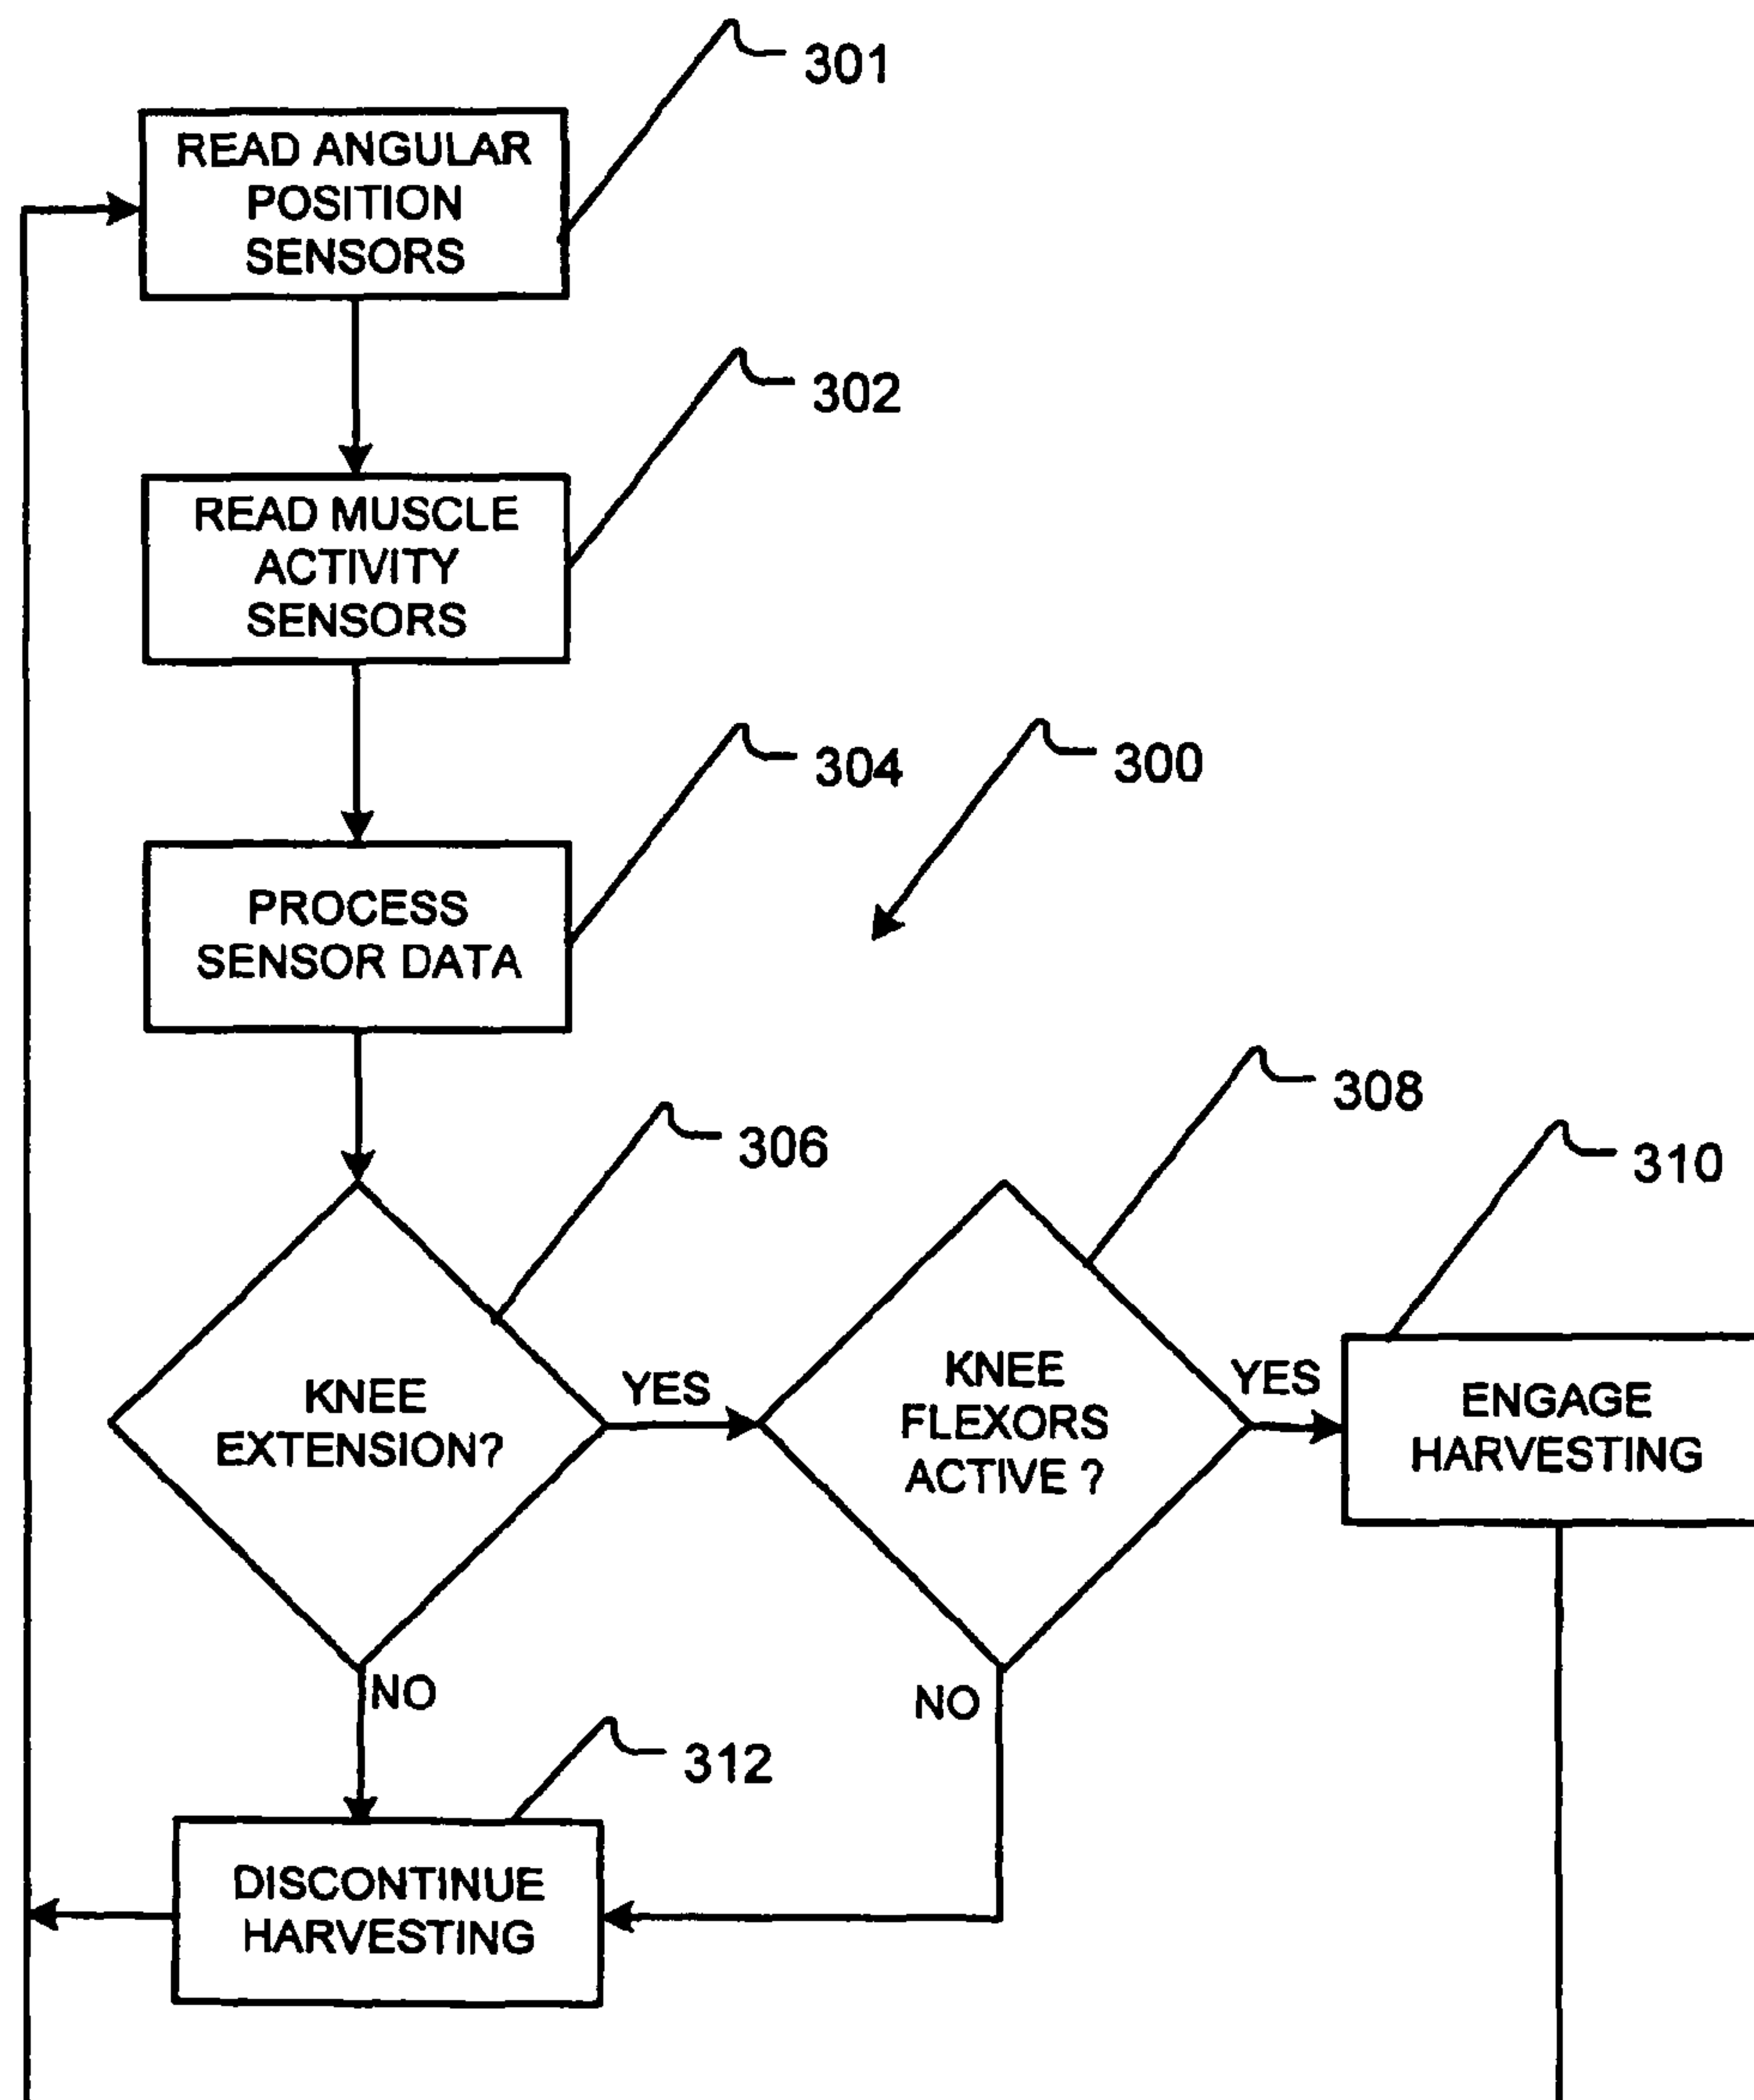 301
READ ANGULAR
POSITION
SENSORS
302
READ MUSCLE
ACTIVITY
SENSORS
304
300
PROCESS
SENSOR DATA
306
308
310
KNEE
EXTENSION?
YES
KNEE
FLEXORS
ACTIVE ?
YES
ENGAGE
HARVESTING
NO
NO
312
DISCONTINUE
HARVESTING